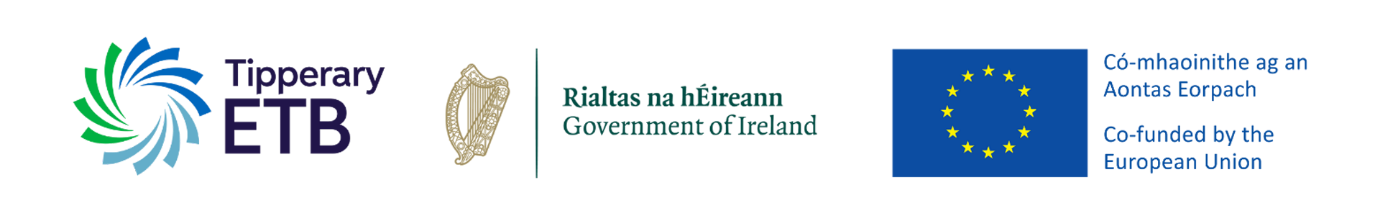 Tipperary
ETB
Rialtas na hÉireann
Government of Ireland
Có-mhaoinithe ag an
Aontas Eorpach
Co-funded by the
European Union